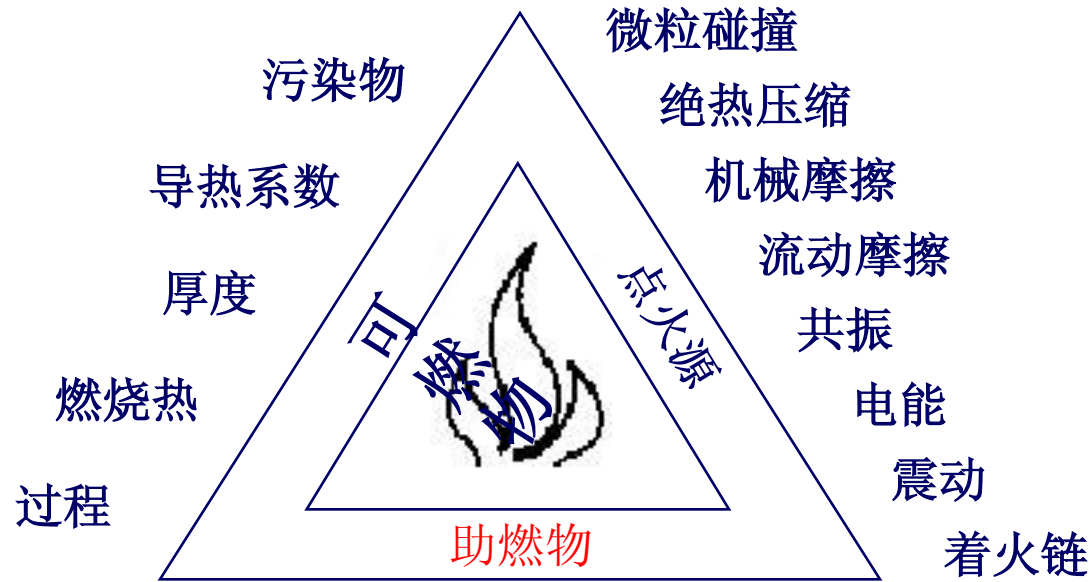 微粒碰撞
污染物
绝热压缩
导热系数
机械摩擦
流动摩擦
厚度
可燃物
点火源
共振
燃烧热
电能
震动
过程
助燃物
着火链